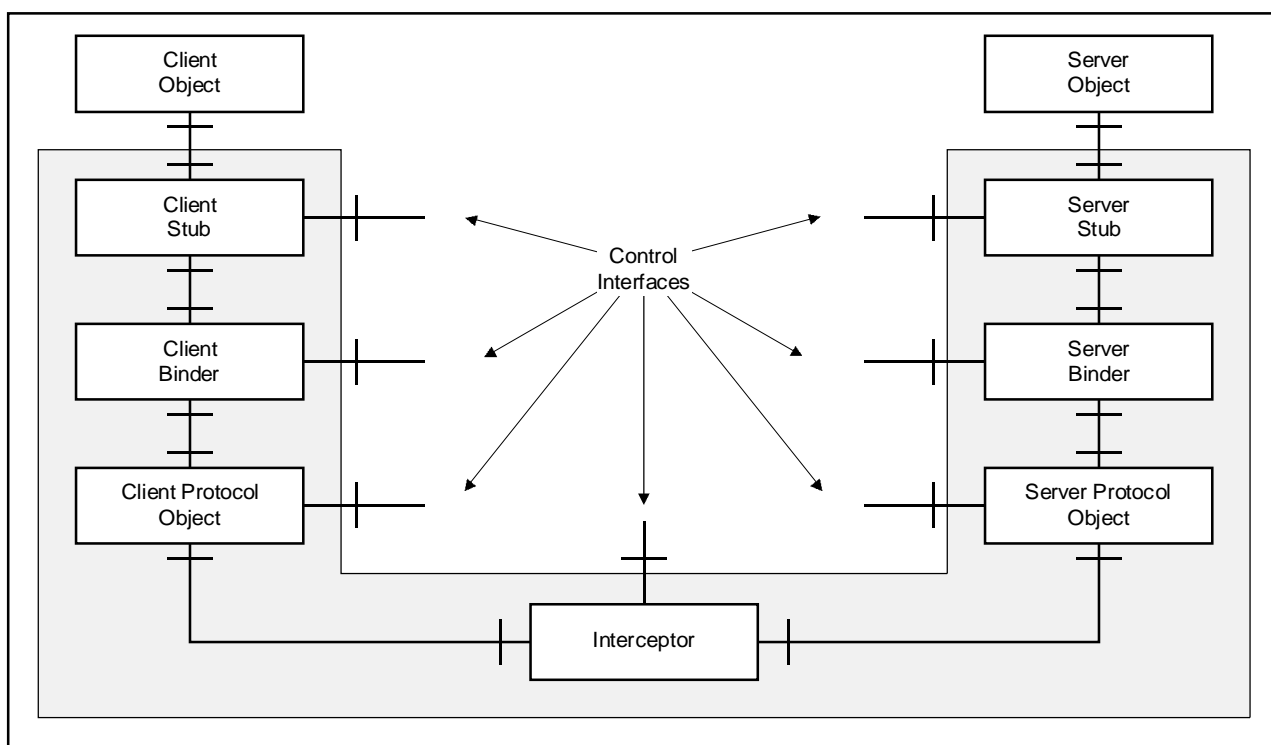 Client
Object
Server
Object
Client
Stub
Server
Stub
Control
Interfaces
Client
Binder
Server
Binder
Client Protocol
Object
Server Protocol
Object
Interceptor